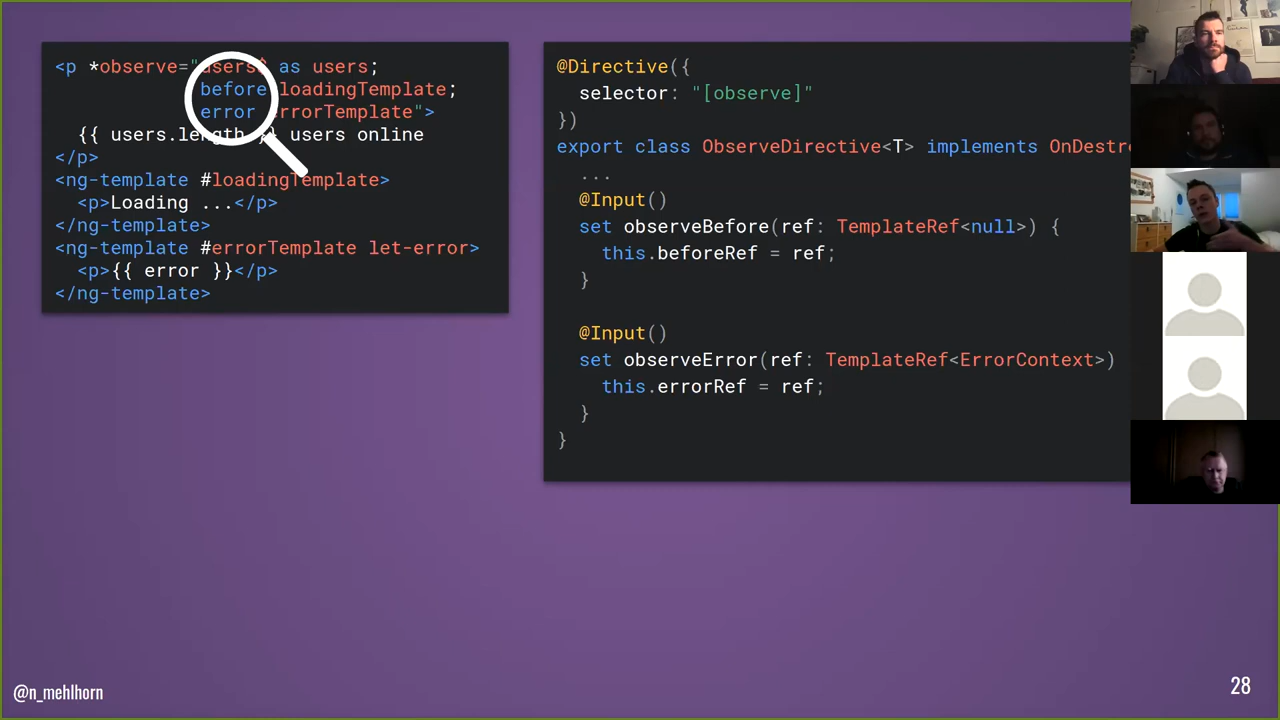 <p *observe="users$ as users;
before loadingTemplate;
error errorTemplate">
{{ users.length }} users online
</p>
<ng-template #loadingTemplate>
<p>Loading ...</p>
</ng-template>
<ng-template #errorTemplate let-error>
<p>{{ error }}</p>
</ng-template>
@Directive({
selector: "[observe]"
})
export class ObserveDirective<T> implements OnDestro
...
@Input()
set observeBefore(ref: TemplateRef<null>) {
this.beforeRef = ref;
}
@Input()
set observeError(ref: TemplateRef<ErrorContext>)
this.errorRef = ref;
}
}
@n_mehlhorn
28